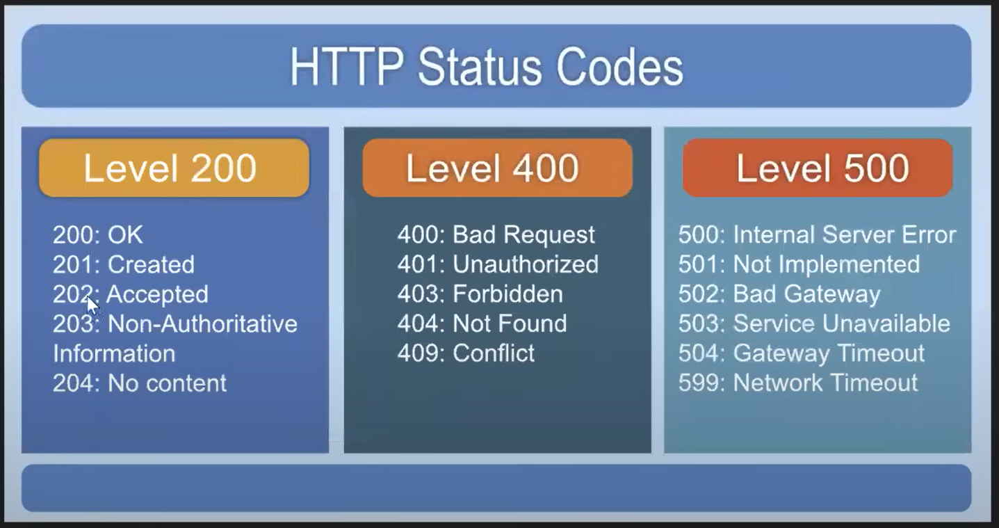 HTTP Status Codes
Level 200
200: OK
201: Created
202: Accepted
203: Non-Authoritative
Information
204: No content
Level 400
400: Bad Request
401: Unauthorized
403: Forbidden
404: Not Found
409: Conflict
Level 500
500: Internal Server Error
501: Not Implemented
502: Bad Gateway
503: Service Unavailable
504: Gateway Timeout
599: Network Timeout